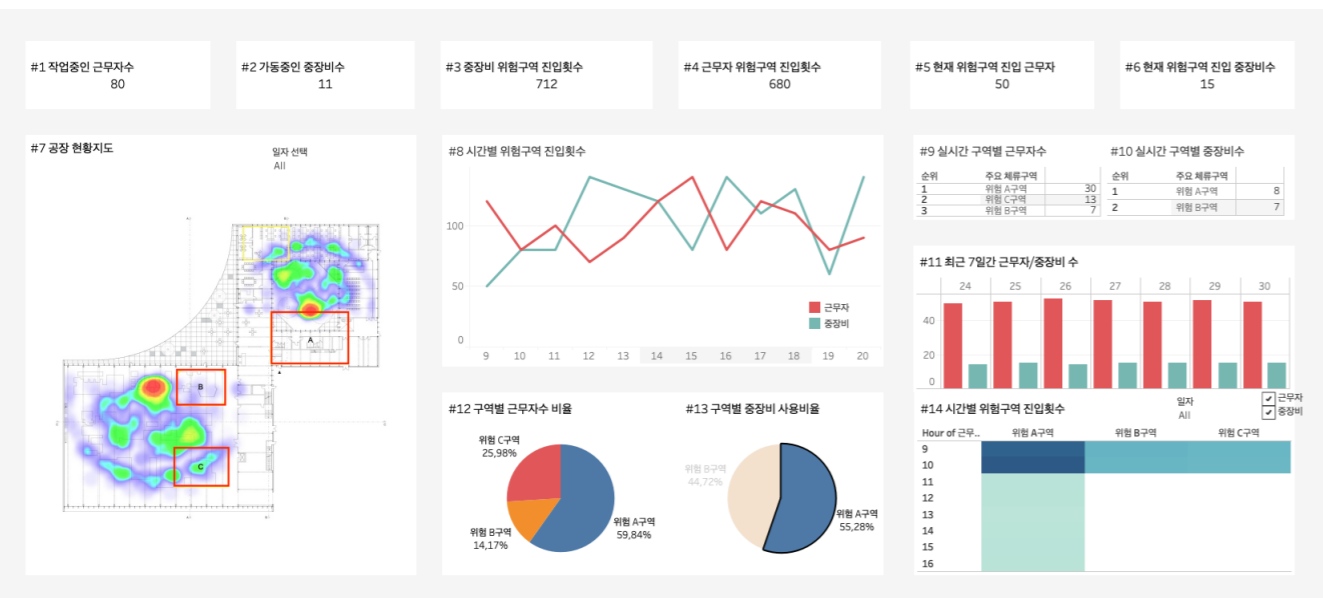 #1 작업중인 근무자수
80
#2 가동중인 중장비수
11
#3 중장비 위험구역 진입횟수
712
#4 근무자 위험구역 진입횟수
680
#5 현재 위험구역 진입 근무자
50
#6 현재 위험구역 진입 중장비수
15
#7 공장 현황지도
일자 선택
All
A
B
C
#8 시간별 위험구역 진입횟수
100
50
0
9 10 11 12 13 14 15 16 17 18 19 20
근무자
중장비
#9 실시간 구역별 근무자수
순위 주요 체류구역
1 위험 A구역 30
2 위험 C구역 13
3 위험 B구역 7
#10 실시간 구역별 중장비수
순위 주요 체류구역
1 위험 A구역 8
2 위험 B구역 7
#11 최근 7일간 근무자/중장비 수
24 25 26 27 28 29 30
40
20
0
#12 구역별 근무자수 비율
위험 C구역
25,98%
위험 B구역
14,17%
위험 A구역
59,84%
#13 구역별 중장비 사용비율
위험 B구역
44,72%
위험 A구역
55,28%
#14 시간별 위험구역 진입횟수
일자
All
근무자
중장비
Hour of 근무.. 위험 A구역 위험 B구역 위험 C구역
9
10
11
12
13
14
15
16